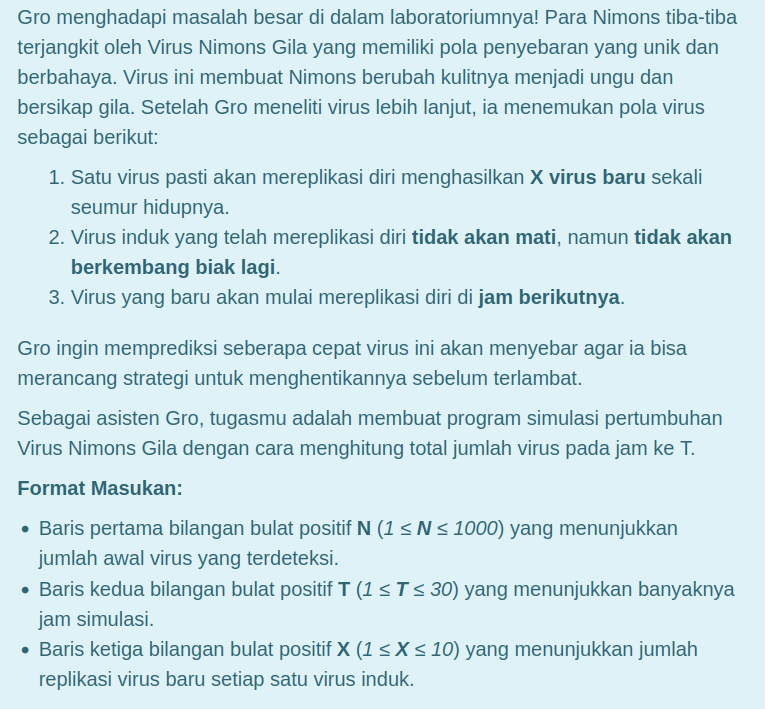 Gro menghadapi masalah besar di dalam laboratoriumnya! Para Nimons tiba-tiba
terjangkit oleh Virus Nimons Gila yang memiliki pola penyebaran yang unik dan
berbahaya. Virus ini membuat Nimons berubah kulitnya menjadi ungu dan
bersikap gila. Setelah Gro meneliti virus lebih lanjut, ia menemukan pola virus
sebagai berikut:
1. Satu virus pasti akan mereplikasi diri menghasilkan X virus baru sekali
seumur hidupnya.
2. Virus induk yang telah mereplikasi diri tidak akan mati, namun tidak akan
berkembang biak lagi.
3. Virus yang baru akan mulai mereplikasi diri di jam berikutnya.
Gro ingin memprediksi seberapa cepat virus ini akan menyebar agar ia bisa
merancang strategi untuk menghentikannya sebelum terlambat.
Sebagai asisten Gro, tugasmu adalah membuat program simulasi pertumbuhan
Virus Nimons Gila dengan cara menghitung total jumlah virus pada jam ke T.
Format Masukan:
• Baris pertama bilangan bulat positif N (1 ≤ N ≤ 1000) yang menunjukkan
jumlah awal virus yang terdeteksi.
• Baris kedua bilangan bulat positif T (1 ≤ T ≤ 30) yang menunjukkan banyaknya
jam simulasi.
• Baris ketiga bilangan bulat positif X (1 ≤ X ≤ 10) yang menunjukkan jumlah
replikasi virus baru setiap satu virus induk.